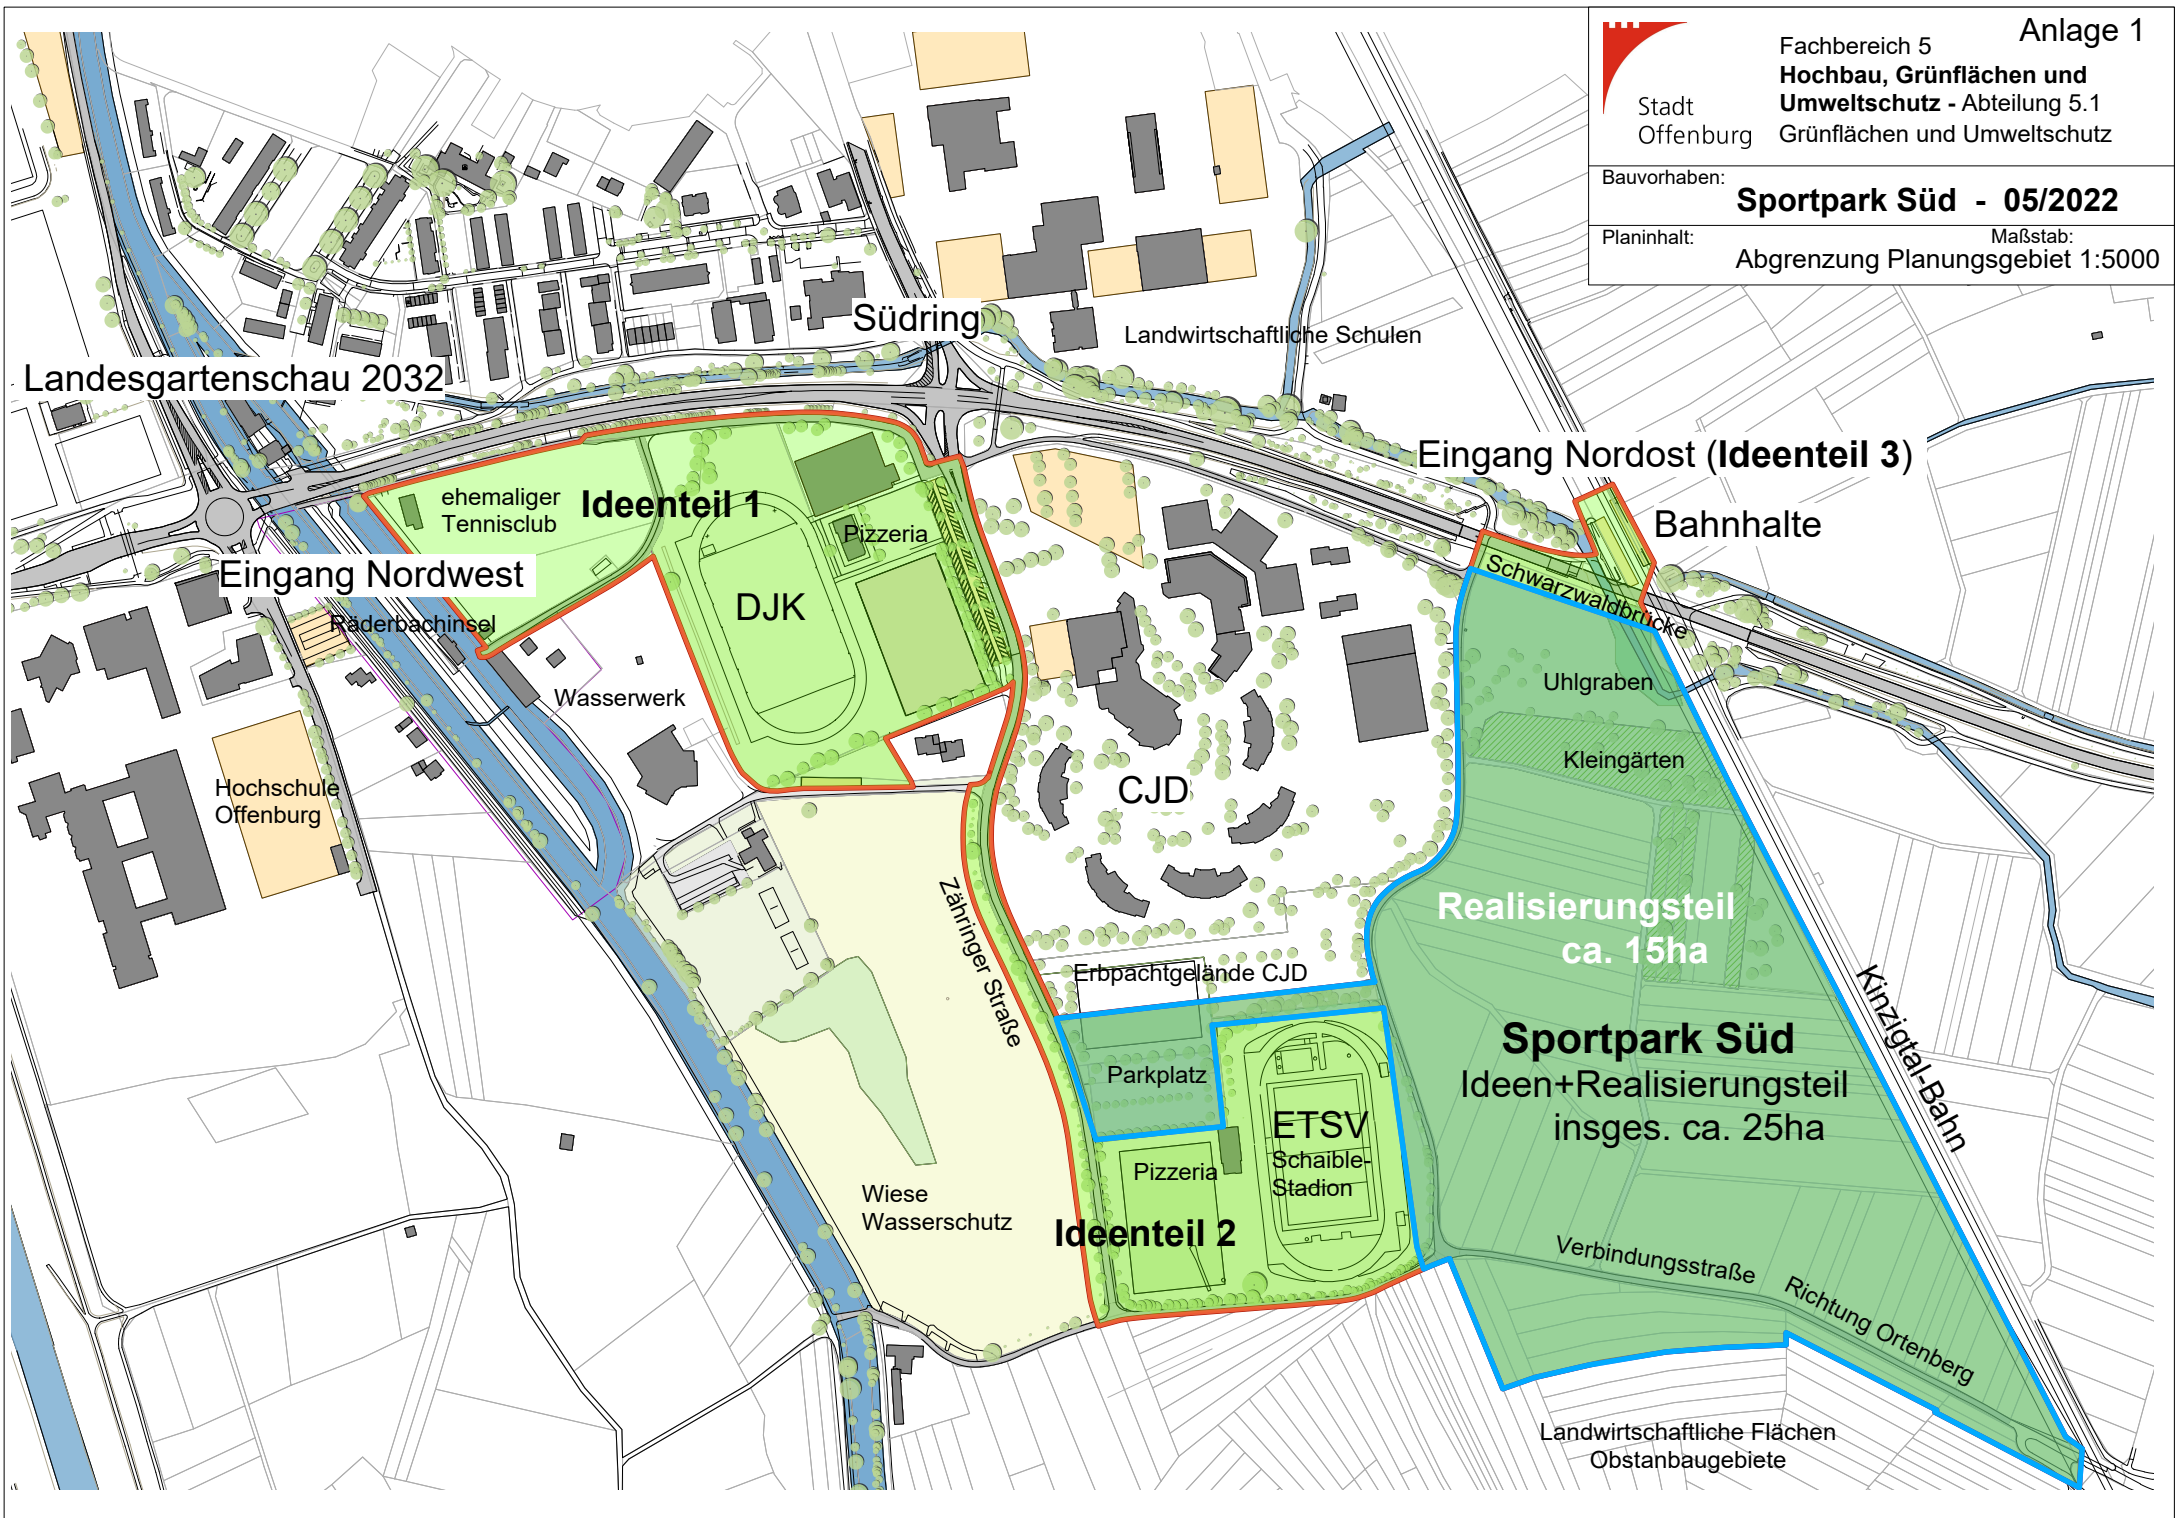 Anlage 1
Fachbereich 5
Hochbau, Grünflächen und
Umweltschutz - Abteilung 5.1
Grünflächen und Umweltschutz
Stadt
Offenburg
Bauvorhaben:
Sportpark Süd - 05/2022
Planinhalt:
Maßstab:
Abgrenzung Planungsgebiet 1:5000
Südring
Landwirtschaftliche Schulen
Landesgartenschau 2032
Eingang Nordost (Ideenteil 3)
Bahnhalte
Schwarzwaldbrücke
ehemaliger
Tennisclub
Ideenteil 1
Pizzeria
Eingang Nordwest
Räderbachinsel
DJK
Wasserwerk
Uhlgraben
Kleingärten
Hochschule
Offenburg
CJD
Zähringer Straße
Realisierungsteil
ca. 15ha
Erbpachtgelände CJD
Kinzigtal-Bahn
Sportpark Süd
Ideen+Realisierungsteil
insges. ca. 25ha
Parkplatz
ETSV
Schaible-
Stadion
Pizzeria
Wiese
Wasserschutz
Ideenteil 2
Verbindungsstraße
Richtung Ortenberg
Landwirtschaftliche Flächen
Obstanbaugebiete